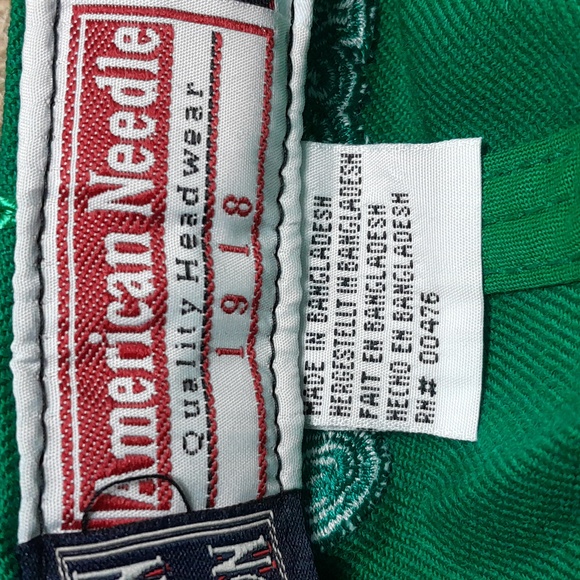 American Needle
Quality Headwear
1918
MADE IN BANGLADESH
HERGESTELLT IN BANGLADESH
FAIT EN BANGLADESH
HECHO EN BANGLADESH
RN# 00476